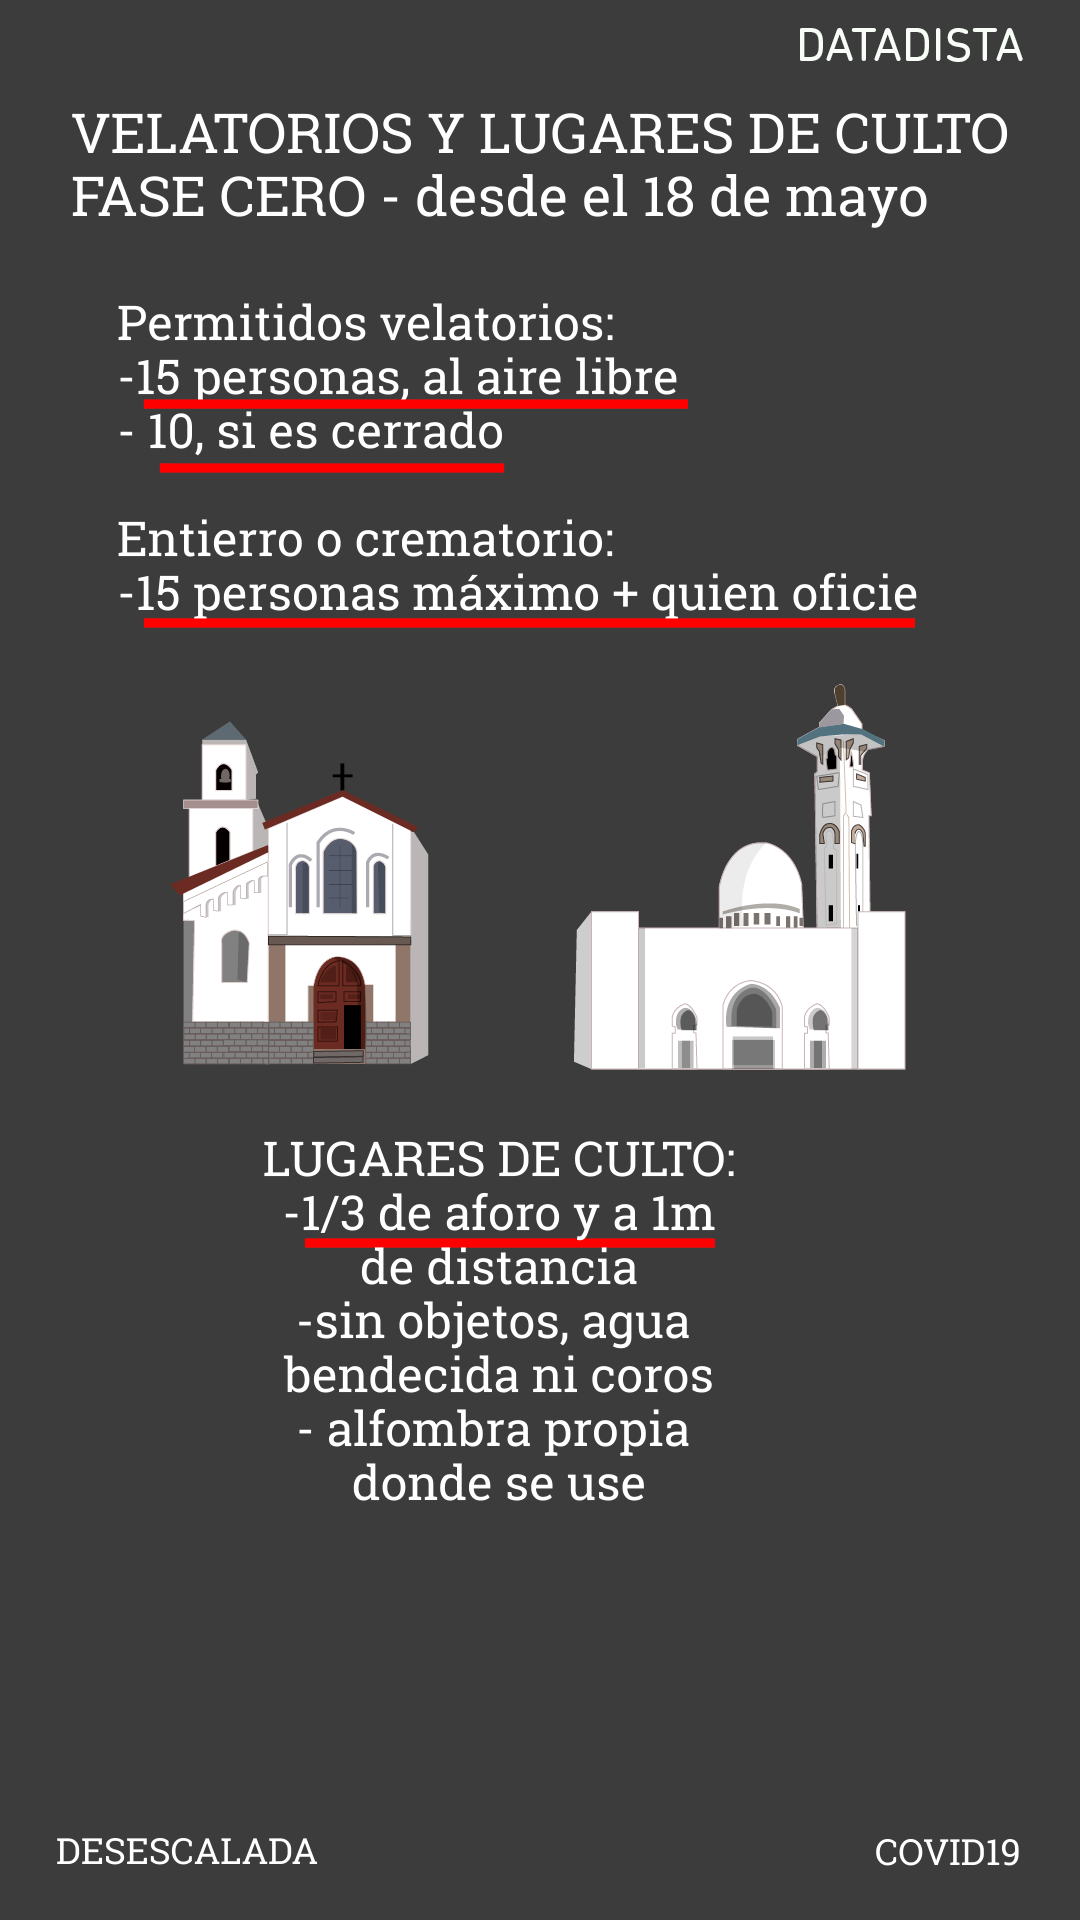 DATADISTA
VELATORIOS Y LUGARES DE CULTO
FASE CERO - desde el 18 de mayo
Permitidos velatorios:
-15 personas, al aire libre
- 10, si es cerrado
Entierro o crematorio:
-15 personas máximo + quien oficie
LUGARES DE CULTO:
-1/3 de aforo y a 1m
de distancia
-sin objetos, agua
bendecida ni coros
- alfombra propia
donde se use
DESESCALADA
COVID19